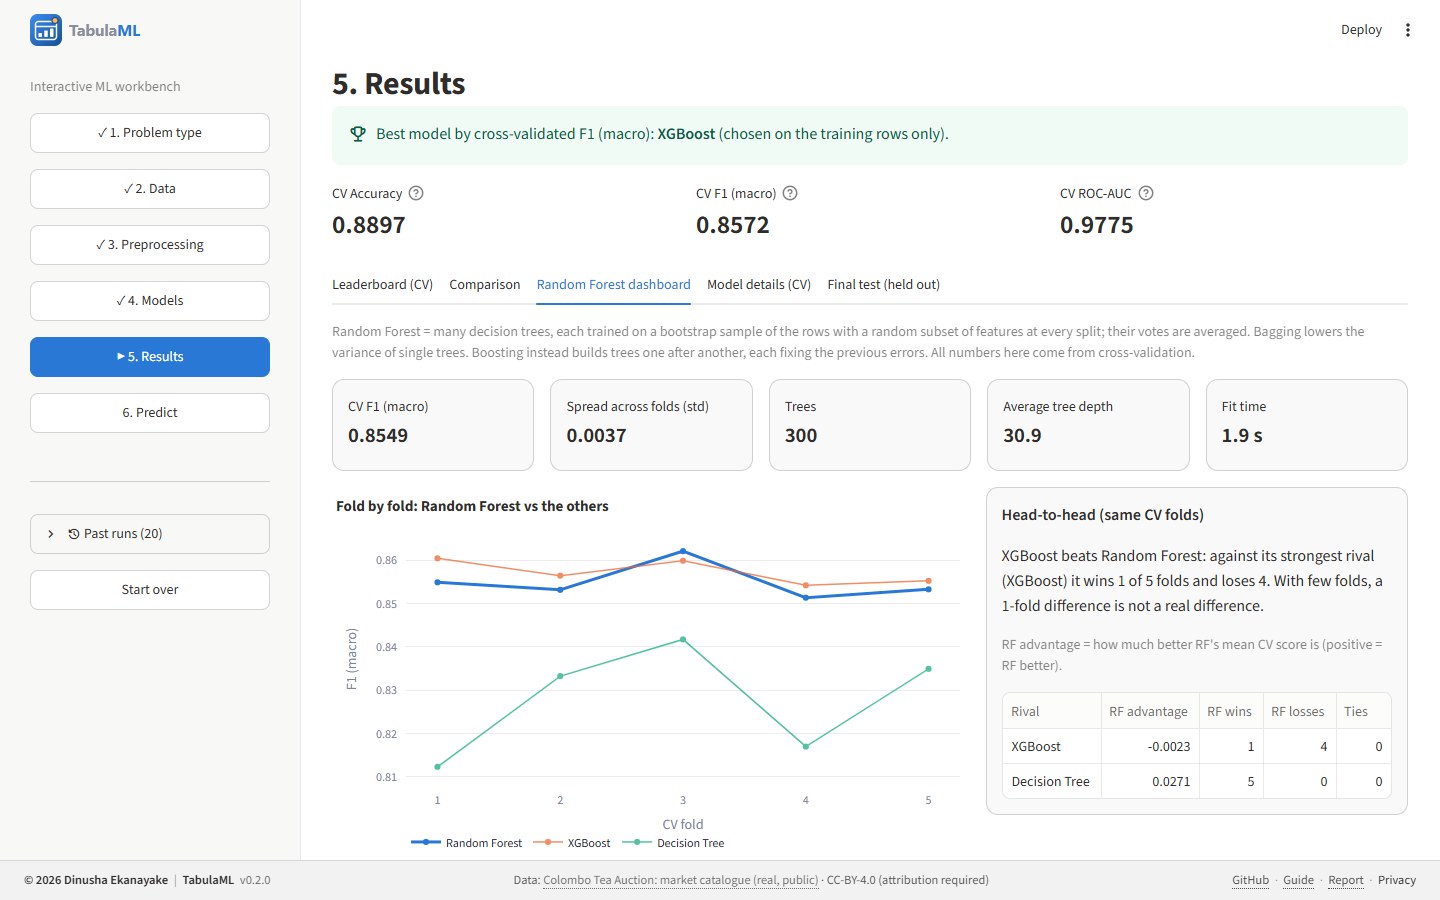 TabulaML
Deploy
Interactive ML workbench
✓ 1. Problem type
✓ 2. Data
✓ 3. Preprocessing
✓ 4. Models
▶ 5. Results
6. Predict
Past runs (20)
Start over
5. Results
Best model by cross-validated F1 (macro): XGBoost (chosen on the training rows only).
CV Accuracy
0.8897
CV F1 (macro)
0.8572
CV ROC-AUC
0.9775
Leaderboard (CV) Comparison Random Forest dashboard Model details (CV) Final test (held out)
Random Forest = many decision trees, each trained on a bootstrap sample of the rows with a random subset of features at every split; their votes are averaged. Bagging lowers the
variance of single trees. Boosting instead builds trees one after another, each fixing the previous errors. All numbers here come from cross-validation.
CV F1 (macro)
0.8549
Spread across folds (std)
0.0037
Trees
300
Average tree depth
30.9
Fit time
1.9 s
Fold by fold: Random Forest vs the others
F1 (macro)
0.86
0.85
0.84
0.83
0.82
0.81
1 2 3 4 5
CV fold
Random Forest XGBoost Decision Tree
Head-to-head (same CV folds)
XGBoost beats Random Forest: against its strongest rival
(XGBoost) it wins 1 of 5 folds and loses 4. With few folds, a
1-fold difference is not a real difference.
RF advantage = how much better RF's mean CV score is (positive =
RF better).
Rival RF advantage RF wins RF losses Ties
XGBoost -0.0023 1 4 0
Decision Tree 0.0271 5 0 0
© 2026 Dinusha Ekanayake | TabulaML v0.2.0
Data: Colombo Tea Auction: market catalogue (real, public) · CC-BY-4.0 (attribution required)
GitHub · Guide · Report · Privacy